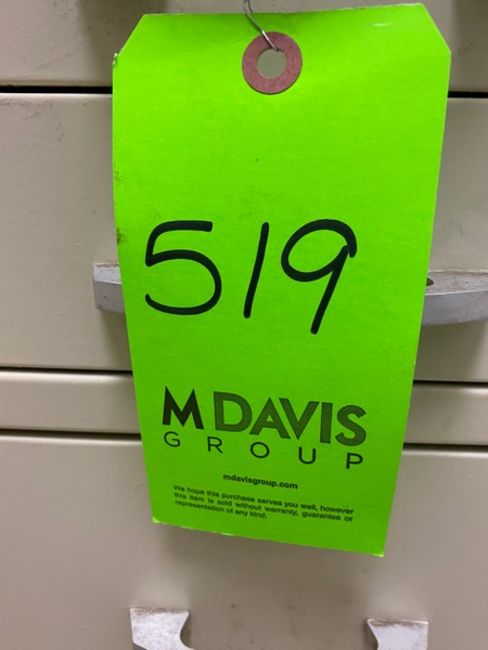 519
M DAVIS
GROUP
mdavisgroup.com
We hope this purchase serves you well, however
this item is sold without warranty, guarantee or
representation of any kind.